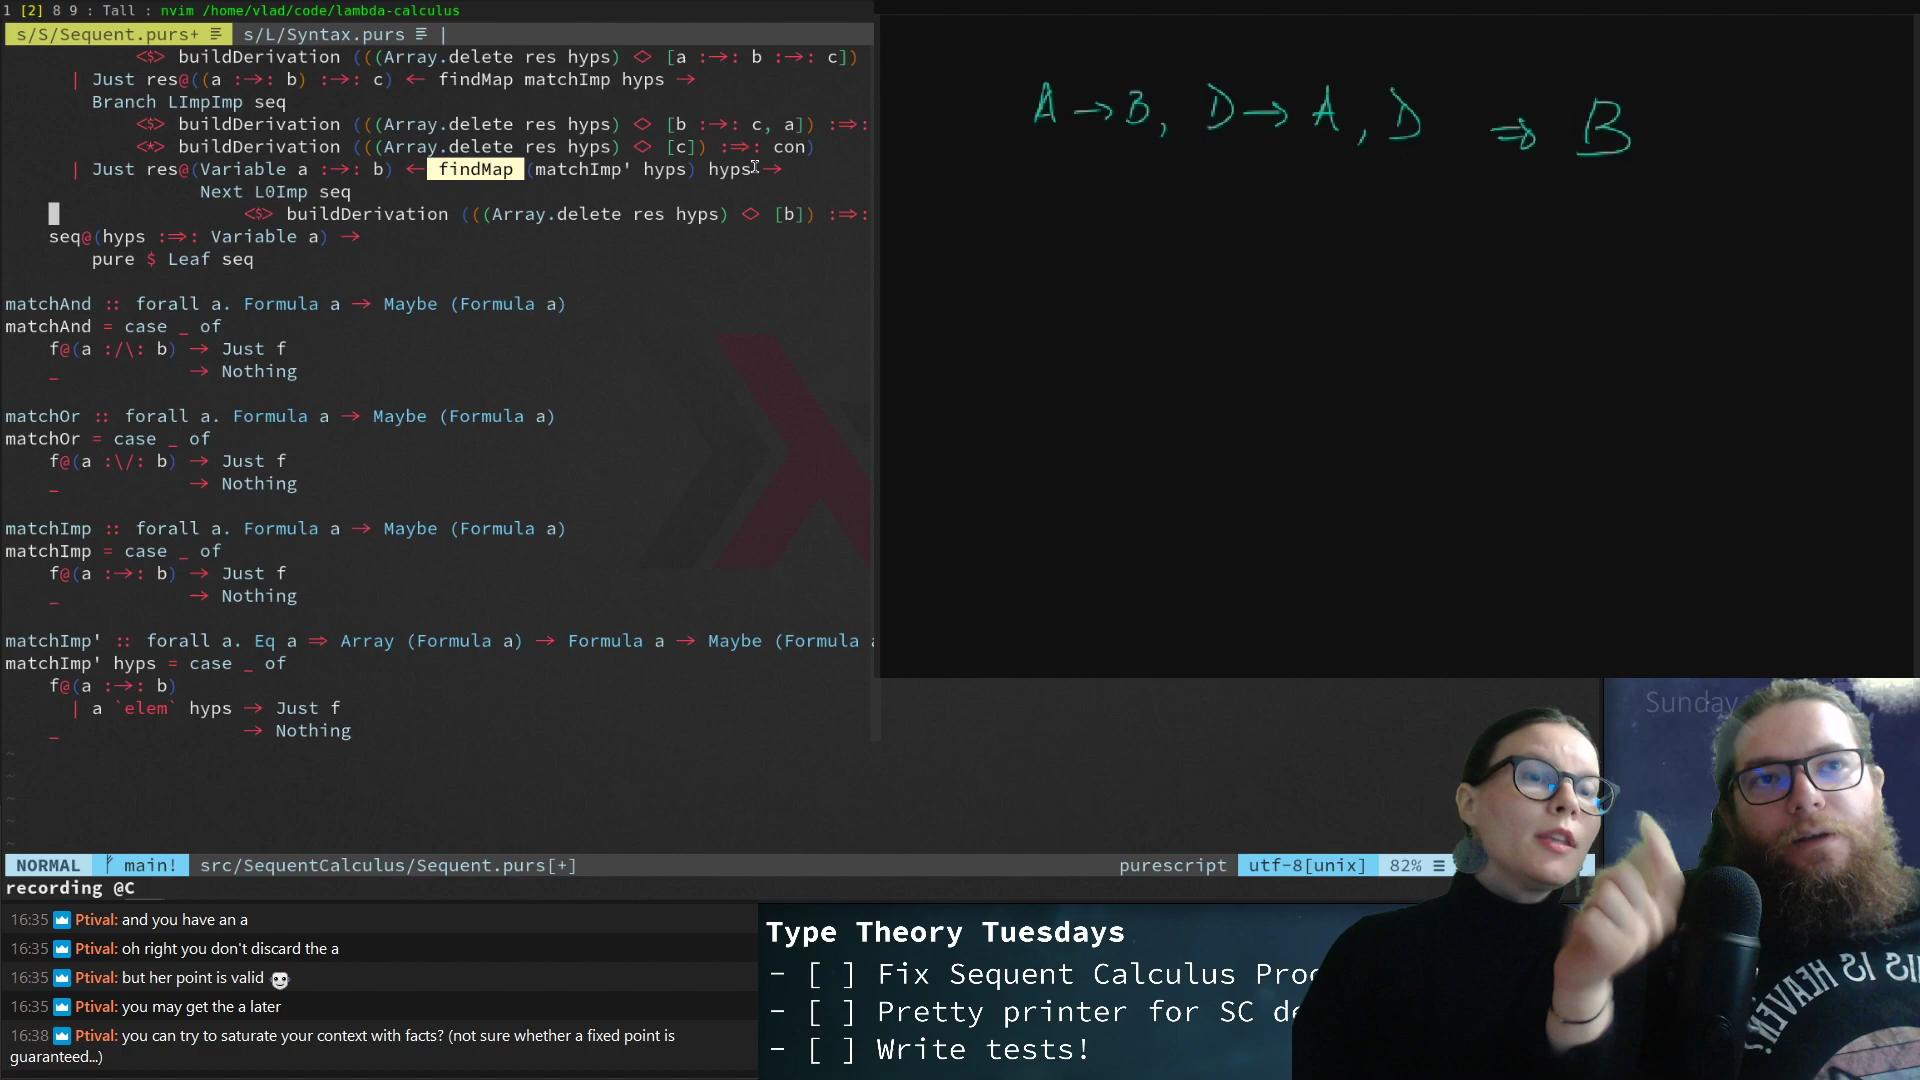 1 [2] 8 9 : Tall : nvim /home/vlad/code/lambda-calculus
s/S/Sequent.purs+ s/L/Syntax.purs |
<$> buildDerivation (((Array.delete res hyps) <> [a :→: b :→: c])
| Just res@((a :→: b) :→: c) ← findMap matchImp hyps →
Branch LImpImp seq
<$> buildDerivation (((Array.delete res hyps) <> [b :→: c, a]) :⇒:
<*> buildDerivation (((Array.delete res hyps) <> [c]) :⇒: con)
| Just res@(Variable a :→: b) ← findMap (matchImp' hyps) hyps →
Next L0Imp seq
<$> buildDerivation (((Array.delete res hyps) <> [b]) :⇒:
seq@(hyps :⇒: Variable a) →
pure $ Leaf seq
matchAnd :: forall a. Formula a → Maybe (Formula a)
matchAnd = case _ of
f@(a :/\: b) → Just f
_ → Nothing
matchOr :: forall a. Formula a → Maybe (Formula a)
matchOr = case _ of
f@(a :\/: b) → Just f
_ → Nothing
matchImp :: forall a. Formula a → Maybe (Formula a)
matchImp = case _ of
f@(a :→: b) → Just f
_ → Nothing
matchImp' :: forall a. Eq a ⇒ Array (Formula a) → Formula a → Maybe (Formula a
matchImp' hyps = case _ of
f@(a :→: b)
| a `elem` hyps → Just f
_ → Nothing
~
~
~
~
~
NORMAL main! src/SequentCalculus/Sequent.purs[+] purescript utf-8[unix] 82%
recording @C
A → B, D → A, D ⇒ B
Sunday
16:35 Ptival: and you have an a
16:35 Ptival: oh right you don't discard the a
16:35 Ptival: but her point is valid
16:35 Ptival: you may get the a later
16:38 Ptival: you can try to saturate your context with facts? (not sure whether a fixed point is
guaranteed...)
Type Theory Tuesdays
- [ ] Fix Sequent Calculus Proo
- [ ] Pretty printer for SC de
- [ ] Write tests!